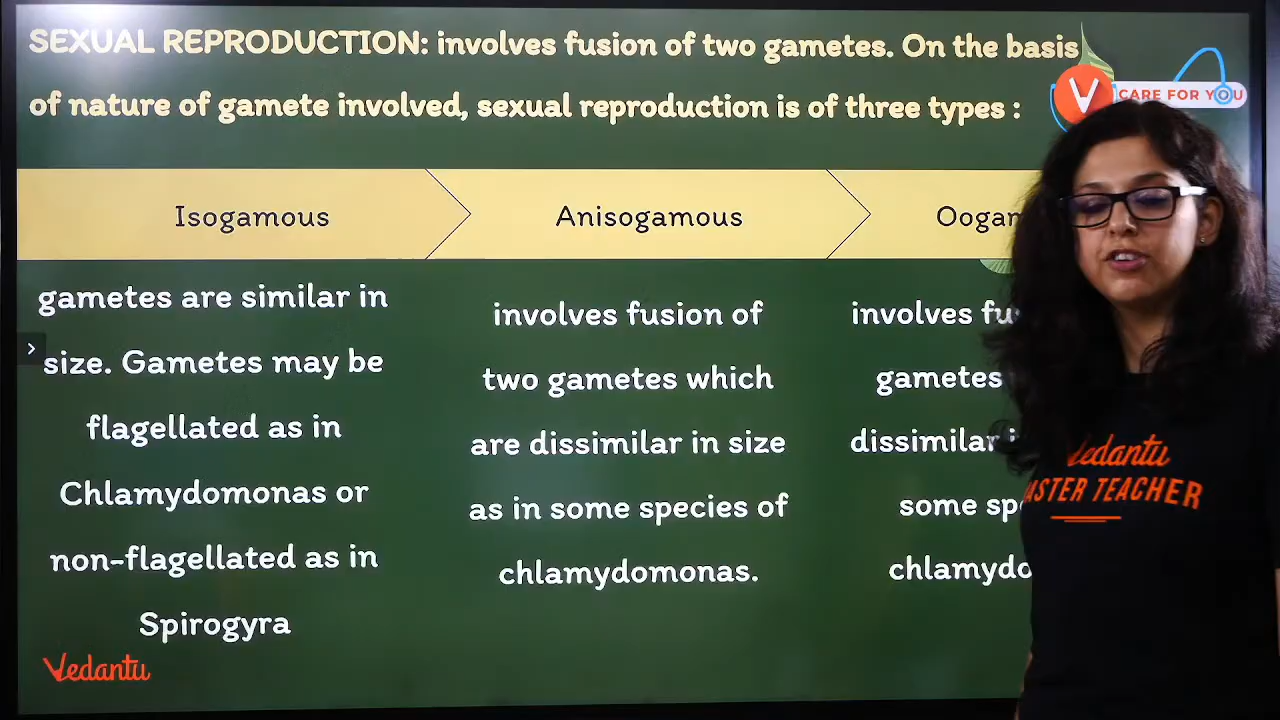 SEXUAL REPRODUCTION: involves fusion of two gametes. On the basis
of nature of gamete involved, sexual reproduction is of three types :
CARE FOR YOU
Isogamous
Anisogamous
gametes are similar in
size. Gametes may be
flagellated as in
Chlamydomonas or
non-flagellated as in
Spirogyra
involves fusion of
two gametes which
are dissimilar in size
as in some species of
chlamydomonas.
involves
gametes
dissimilar
some
Vedantu
MASTER TEACHER
Vedantu